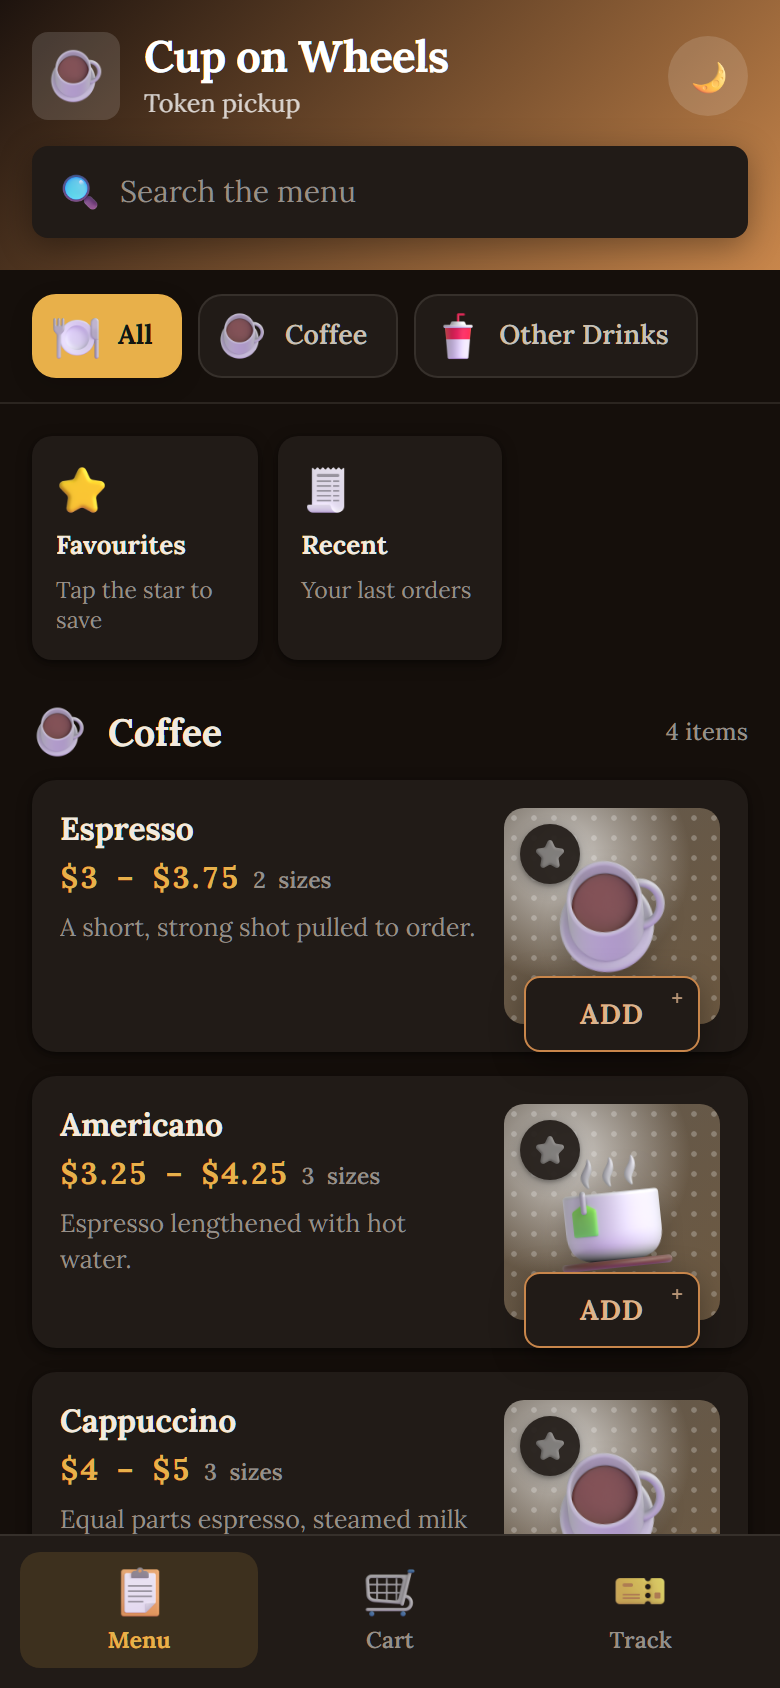 Cup on Wheels
Token pickup
Search the menu
All
Coffee
Other Drinks
Favourites
Tap the star to
save
Recent
Your last orders
Coffee
4 items
Espresso
$3 – $3.75 2 sizes
A short, strong shot pulled to order.
ADD +
Americano
$3.25 – $4.25 3 sizes
Espresso lengthened with hot
water.
ADD +
Cappuccino
$4 – $5 3 sizes
Equal parts espresso, steamed milk
Menu
Cart
Track